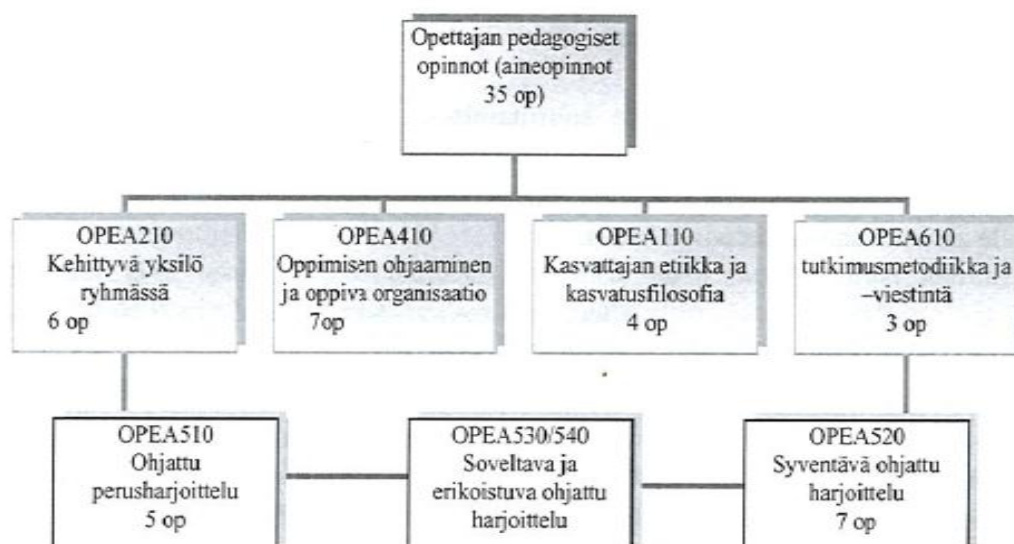 Opettajan pedagogiset
opinnot (aineopinnot
35 op)
OPEA210
Kehittyvä yksilö
ryhmässä
6 op
OPEA410
Oppimisen ohjaaminen
ja oppiva organisaatio
7op
OPEA110
Kasvattajan etiikka ja
kasvatusfilosofia
4 op
OPEA610
tutkimusmetodiikka ja
–viestintä
3 op
OPEA510
Ohjattu
perusharjoittelu
5 op
OPEA530/540
Soveltava ja
erikoistuva ohjattu
harjoittelu
OPEA520
Syventävä ohjattu
harjoittelu
7 op